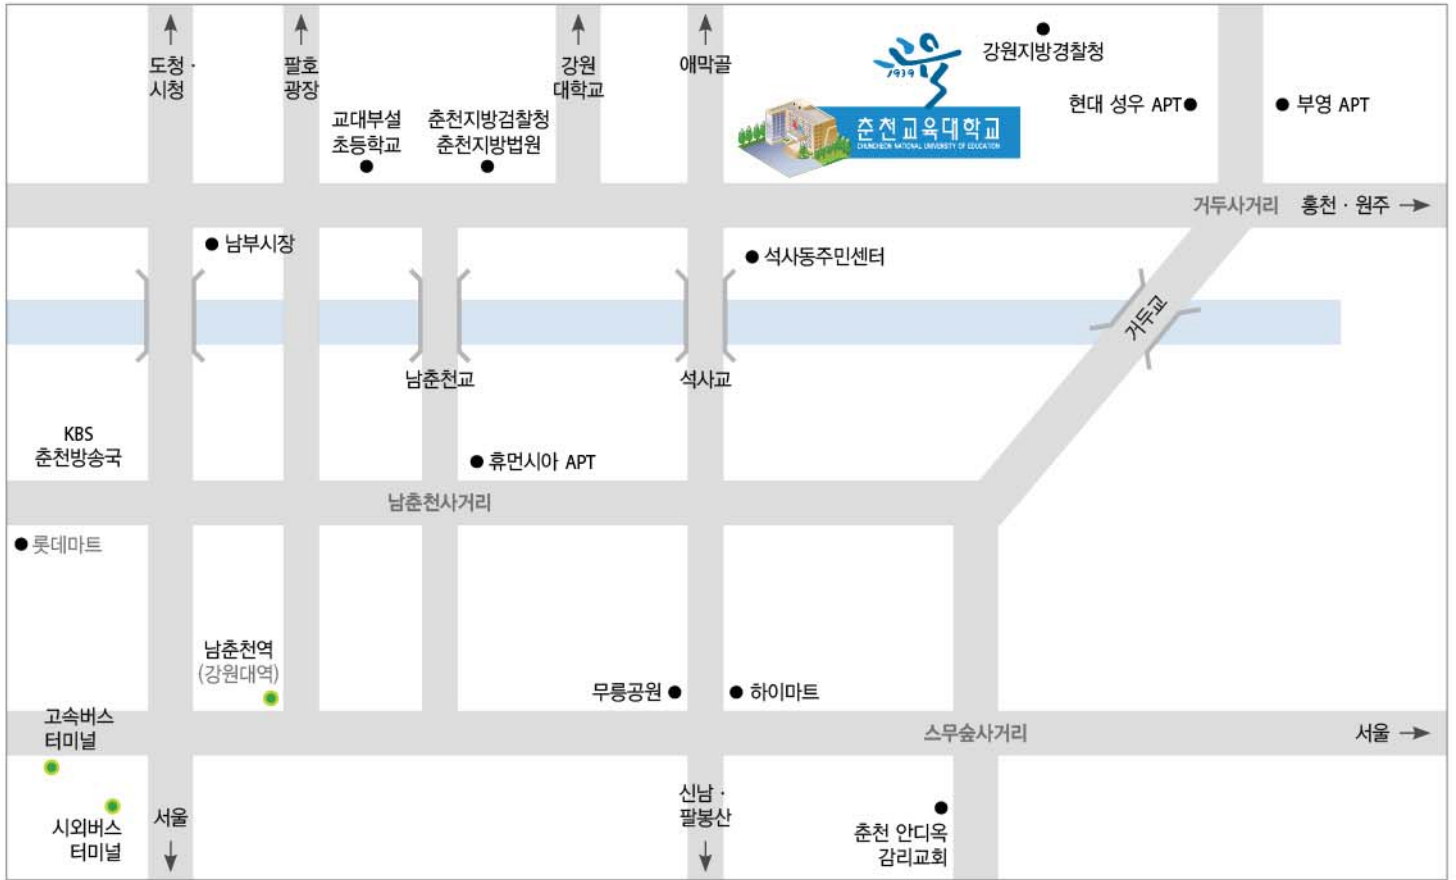 도청 ·
시청
팔호
광장
강원
대학교
애막골
1939
강원지방경찰청
현대 성우 APT
부영 APT
교대부설
초등학교
춘천지방검찰청
춘천지방법원
춘천교육대학교
CHUNCHEON NATIONAL UNIVERSITY OF EDUCATION
거두사거리
홍천 · 원주
남부시장
석사동주민센터
거두교
남춘천교
석사교
KBS
춘천방송국
휴먼시아 APT
남춘천사거리
롯데마트
남춘천역
(강원대역)
무릉공원
하이마트
고속버스
터미널
스무숲사거리
서울
시외버스
터미널
서울
신남 ·
팔봉산
춘천 안디옥
감리교회